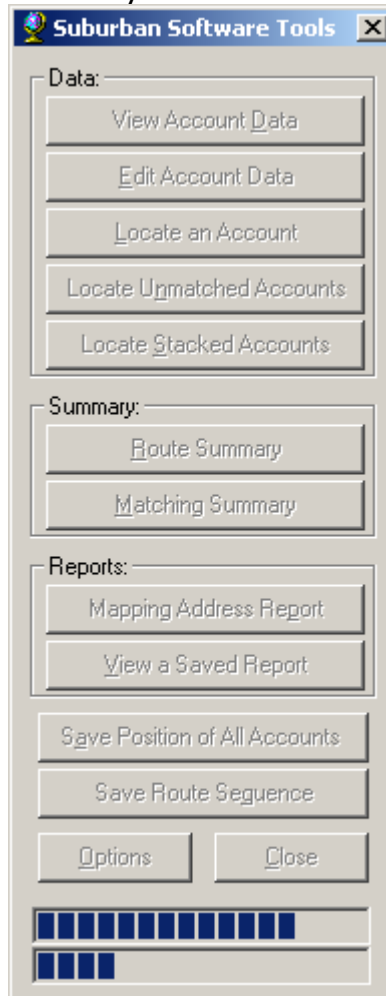 Suburban Software Tools
Data:
View Account Data
Edit Account Data
Locate an Account
Locate Unmatched Accounts
Locate Stacked Accounts
Summary:
Route Summary
Matching Summary
Reports:
Mapping Address Report
View a Saved Report
Save Position of All Accounts
Save Route Sequence
Options Close